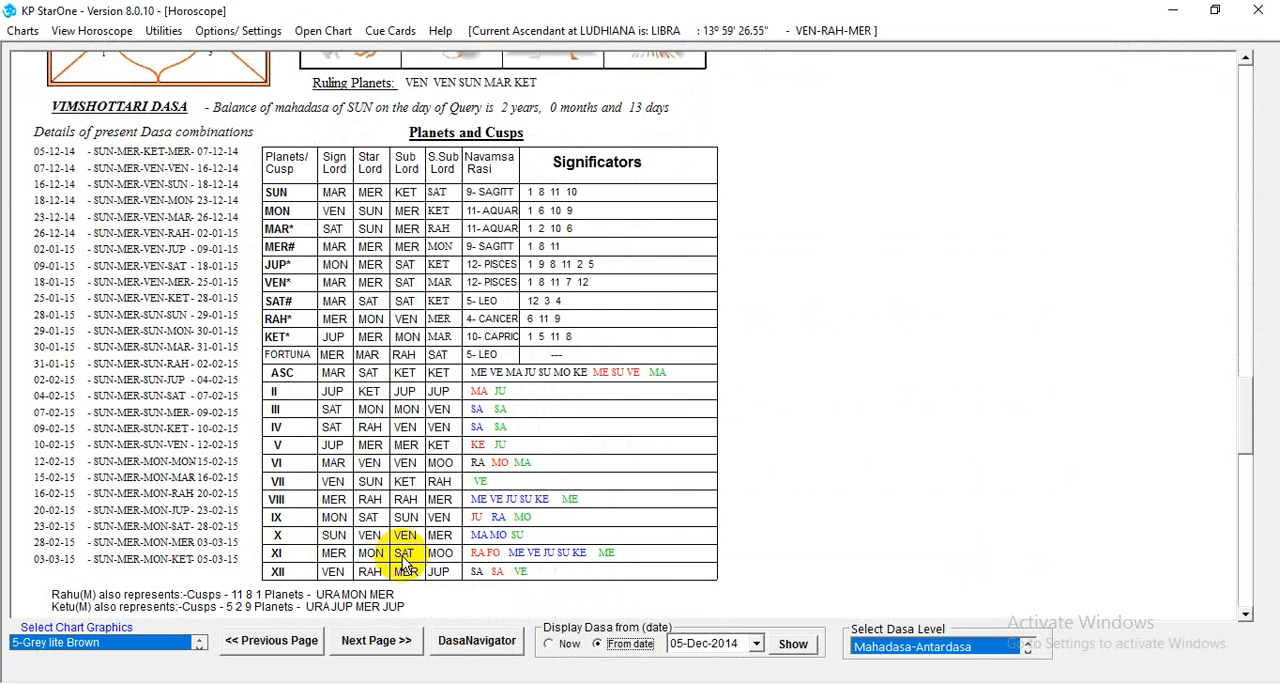 KP StarOne - Version 8.0.10 - [Horoscope]
Charts View Horoscope Utilities Options/ Settings Open Chart Cue Cards Help [Current Ascendant at LUDHIANA is: LIBRA : 13° 59' 26.55" - VEN-RAH-MER ]
Ruling Planets: VEN VEN SUN MAR KET
VIMSHOTTARI DASA - Balance of mahadasa of SUN on the day of Query is 2 years, 0 months and 13 days
Details of present Dasa combinations
05-12-14 - SUN-MER-KET-MER- 07-12-14
07-12-14 - SUN-MER-VEN-VEN - 16-12-14
16-12-14 - SUN-MER-VEN-SUN - 18-12-14
18-12-14 - SUN-MER-VEN-MON- 23-12-14
23-12-14 - SUN-MER-VEN-MAR- 26-12-14
26-12-14 - SUN-MER-VEN-RAH- 02-01-15
02-01-15 - SUN-MER-VEN-JUP - 09-01-15
09-01-15 - SUN-MER-VEN-SAT - 18-01-15
18-01-15 - SUN-MER-VEN-MER- 25-01-15
25-01-15 - SUN-MER-VEN-KET - 28-01-15
28-01-15 - SUN-MER-SUN-SUN - 29-01-15
29-01-15 - SUN-MER-SUN-MON- 30-01-15
30-01-15 - SUN-MER-SUN-MAR- 31-01-15
31-01-15 - SUN-MER-SUN-RAH - 02-02-15
02-02-15 - SUN-MER-SUN-JUP - 04-02-15
04-02-15 - SUN-MER-SUN-SAT - 07-02-15
07-02-15 - SUN-MER-SUN-MER- 09-02-15
09-02-15 - SUN-MER-SUN-KET - 10-02-15
10-02-15 - SUN-MER-SUN-VEN - 12-02-15
12-02-15 - SUN-MER-MON-MON 15-02-15
15-02-15 - SUN-MER-MON-MAR 16-02-15
16-02-15 - SUN-MER-MON-RAH- 20-02-15
20-02-15 - SUN-MER-MON-JUP - 23-02-15
23-02-15 - SUN-MER-MON-SAT- 28-02-15
28-02-15 - SUN-MER-MON-MER 03-03-15
03-03-15 - SUN-MER-MON-KET- 05-03-15
Planets and Cusps
Planets/ Cusp Sign Lord Star Lord Sub Lord S.Sub Lord Navamsa Rasi Significators
SUN MAR MER KET SAT 9- SAGITT 1 8 11 10
MON VEN SUN MER KET 11- AQUAR 1 6 10 9
MAR* SAT SUN MER RAH 11- AQUAR 1 2 10 6
MER# MAR MER MER MON 9- SAGITT 1 8 11
JUP* MON MER SAT KET 12- PISCES 1 9 8 11 2 5
VEN* MAR MER SAT MAR 12- PISCES 1 8 11 7 12
SAT# MAR SAT SAT KET 5- LEO 12 3 4
RAH* MER MON VEN MER 4- CANCER 6 11 9
KET* JUP MER MON MAR 10- CAPRIC 1 5 11 8
FORTUNA MER MAR RAH SAT 5- LEO ---
ASC MAR SAT KET KET ME VE MA JU SU MO KE ME SU VE MA
II JUP KET JUP JUP MA JU
III SAT MON MON VEN SA SA
IV SAT RAH VEN VEN SA SA
V JUP MER MER KET KE JU
VI MAR VEN VEN MOO RA MO MA
VII VEN SUN KET RAH VE
VIII MER RAH RAH MER ME VE JU SU KE ME
IX MON SAT SUN VEN JU RA MO
X SUN VEN VEN MER MA MO SU
XI MER MON SAT MOO RA FO ME VE JU SU KE ME
XII VEN RAH MER JUP SA SA VE
Rahu(M) also represents:-Cusps - 11 8 1 Planets - URA MON MER
Ketu(M) also represents:-Cusps - 5 2 9 Planets - URA JUP MER JUP
Select Chart Graphics
5-Grey lite Brown
<< Previous Page
Next Page >>
DasaNavigator
Display Dasa from (date)
Now From date 05-Dec-2014 Show
Select Dasa Level
Mahadasa-Antardasa
Activate Windows
Go to Settings to activate Windows.